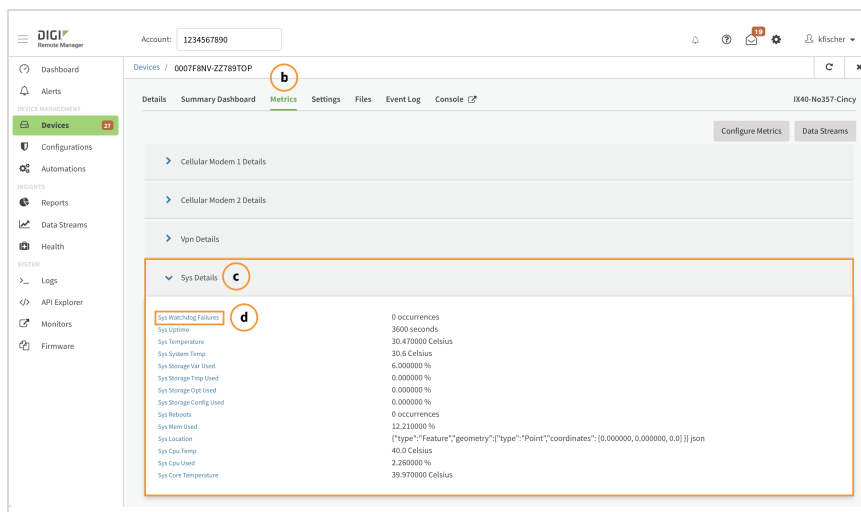 DIGI
Remote Manager
Account: 1234567890
19
kfischer
Dashboard
Alerts
DEVICE MANAGEMENT
Devices 27
Configurations
Automations
INSIGHTS
Reports
Data Streams
Health
SYSTEM
Logs
API Explorer
Monitors
Firmware
Devices / 0007F8NV-ZZ789TOP
b
Details Summary Dashboard Metrics Settings Files Event Log Console IX40-No357-Cincy
Configure Metrics Data Streams
Cellular Modem 1 Details
Cellular Modem 2 Details
Vpn Details
Sys Details c
Sys Watchdog Failures d 0 occurrences
Sys Uptime 3600 seconds
Sys Temperature 30.470000 Celsius
Sys System Temp 30.6 Celsius
Sys Storage Var Used 6.000000 %
Sys Storage Tmp Used 0.000000 %
Sys Storage Opt Used 0.000000 %
Sys Storage Config Used 0.000000 %
Sys Reboots 0 occurrences
Sys Mem Used 12.210000 %
Sys Location {"type":"Feature","geometry":{"type":"Point","coordinates": [0.000000, 0.000000, 0.0] }} json
Sys Cpu Temp 40.0 Celsius
Sys Cpu Used 2.260000 %
Sys Core Temperature 39.970000 Celsius